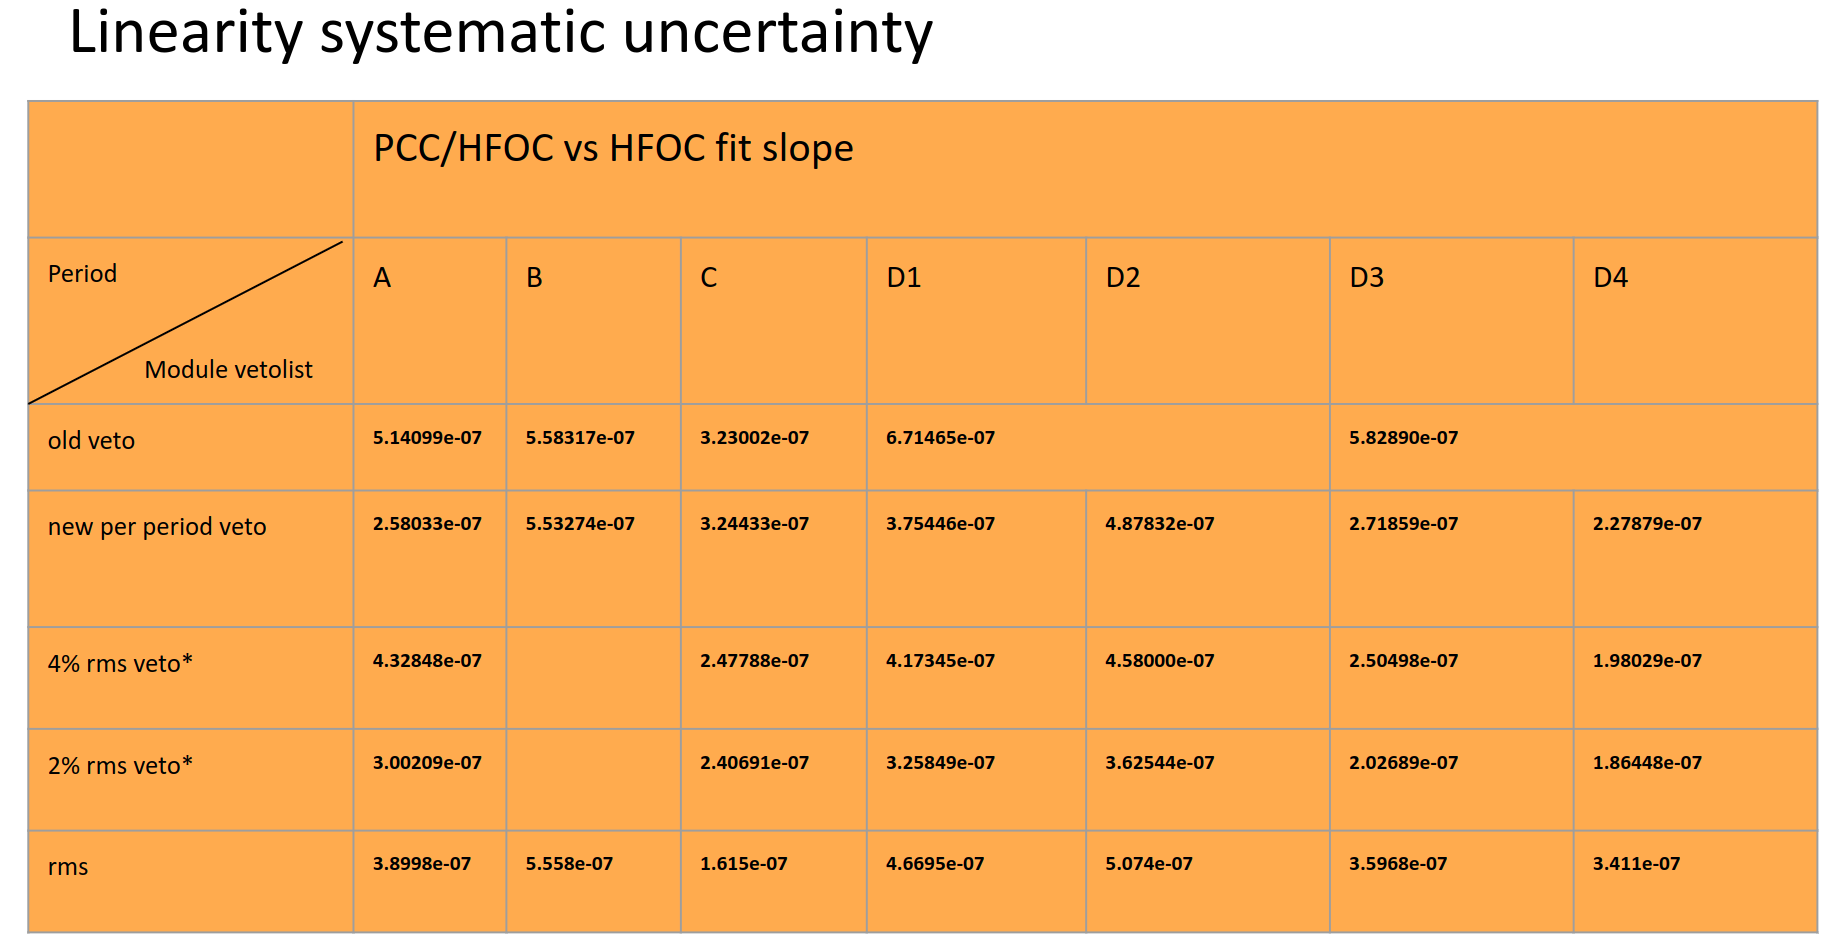 Linearity systematic uncertainty
PCC/HFOC vs HFOC fit slope
Period
Module vetolist
A B C D1 D2 D3 D4
old veto 5.14099e-07 5.58317e-07 3.23002e-07 6.71465e-07 5.82890e-07
new per period veto 2.58033e-07 5.53274e-07 3.24433e-07 3.75446e-07 4.87832e-07 2.71859e-07 2.27879e-07
4% rms veto* 4.32848e-07 2.47788e-07 4.17345e-07 4.58000e-07 2.50498e-07 1.98029e-07
2% rms veto* 3.00209e-07 2.40691e-07 3.25849e-07 3.62544e-07 2.02689e-07 1.86448e-07
rms 3.8998e-07 5.558e-07 1.615e-07 4.6695e-07 5.074e-07 3.5968e-07 3.411e-07